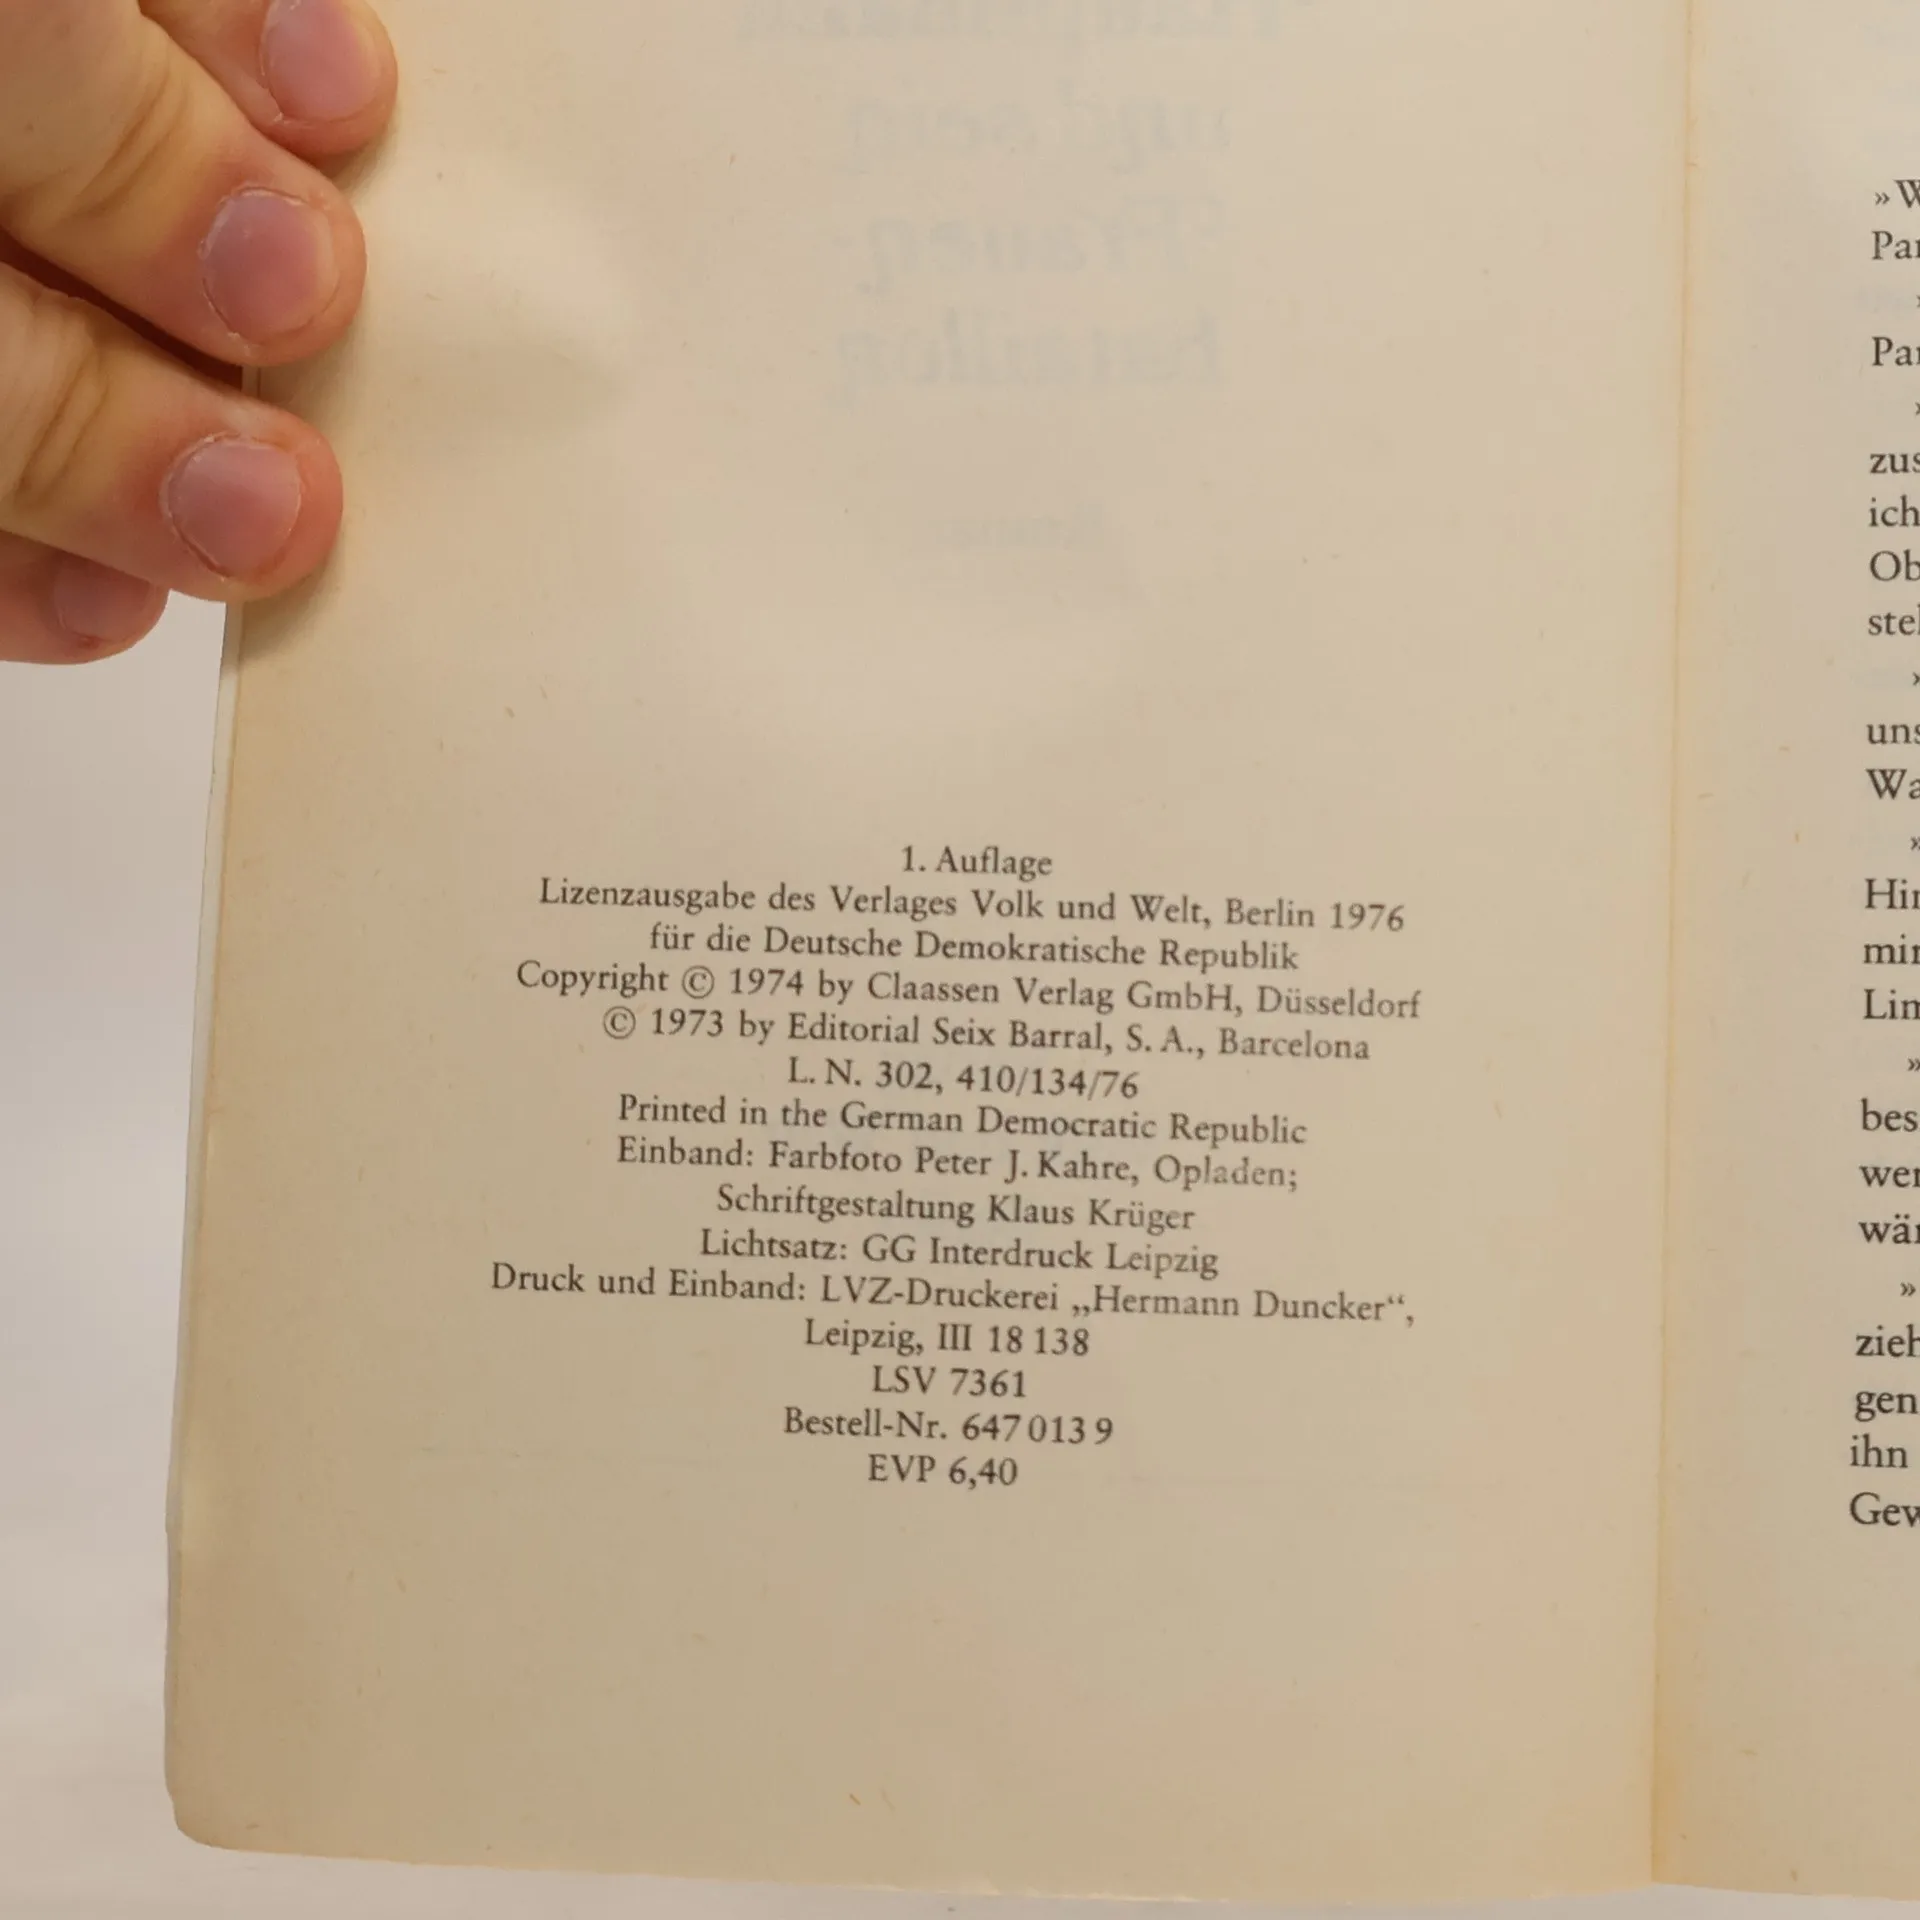 1. Auflage
Lizenzausgabe des Verlages Volk und Welt, Berlin 1976
für die Deutsche Demokratische Republik
Copyright © 1974 by Claassen Verlag GmbH, Düsseldorf
© 1973 by Editorial Seix Barral, S. A., Barcelona
L. N. 302, 410/134/76
Printed in the German Democratic Republic
Einband: Farbfoto Peter J. Kahre, Opladen;
Schriftgestaltung Klaus Krüger
Lichtsatz: GG Interdruck Leipzig
Druck und Einband: LVZ-Druckerei „Hermann Duncker“,
Leipzig, III 18 138
LSV 7361
Bestell-Nr. 647 013 9
EVP 6,40